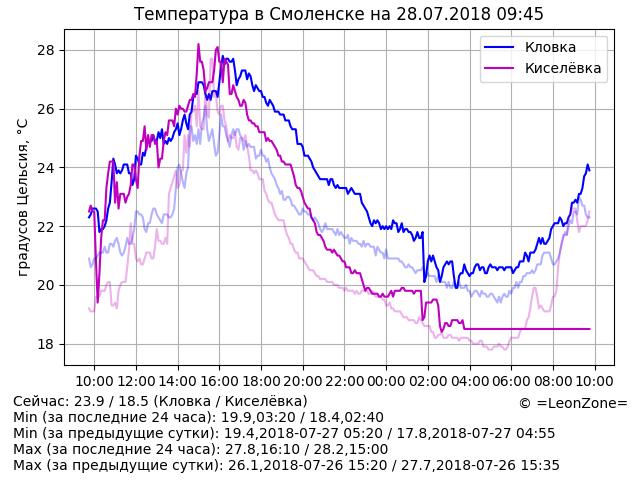 Температура в Смоленске на 28.07.2018 09:45
градусов Цельсия, °C
28
26
24
22
20
18
Кловка
Киселёвка
10:00 12:00 14:00 16:00 18:00 20:00 22:00 00:00 02:00 04:00 06:00 08:00 10:00
Сейчас: 23.9 / 18.5 (Кловка / Киселёвка)
© =LeonZone=
Min (за последние 24 часа): 19.9,03:20 / 18.4,02:40
Min (за предыдущие сутки): 19.4,2018-07-27 05:20 / 17.8,2018-07-27 04:55
Max (за последние 24 часа): 27.8,16:10 / 28.2,15:00
Max (за предыдущие сутки): 26.1,2018-07-26 15:20 / 27.7,2018-07-26 15:35